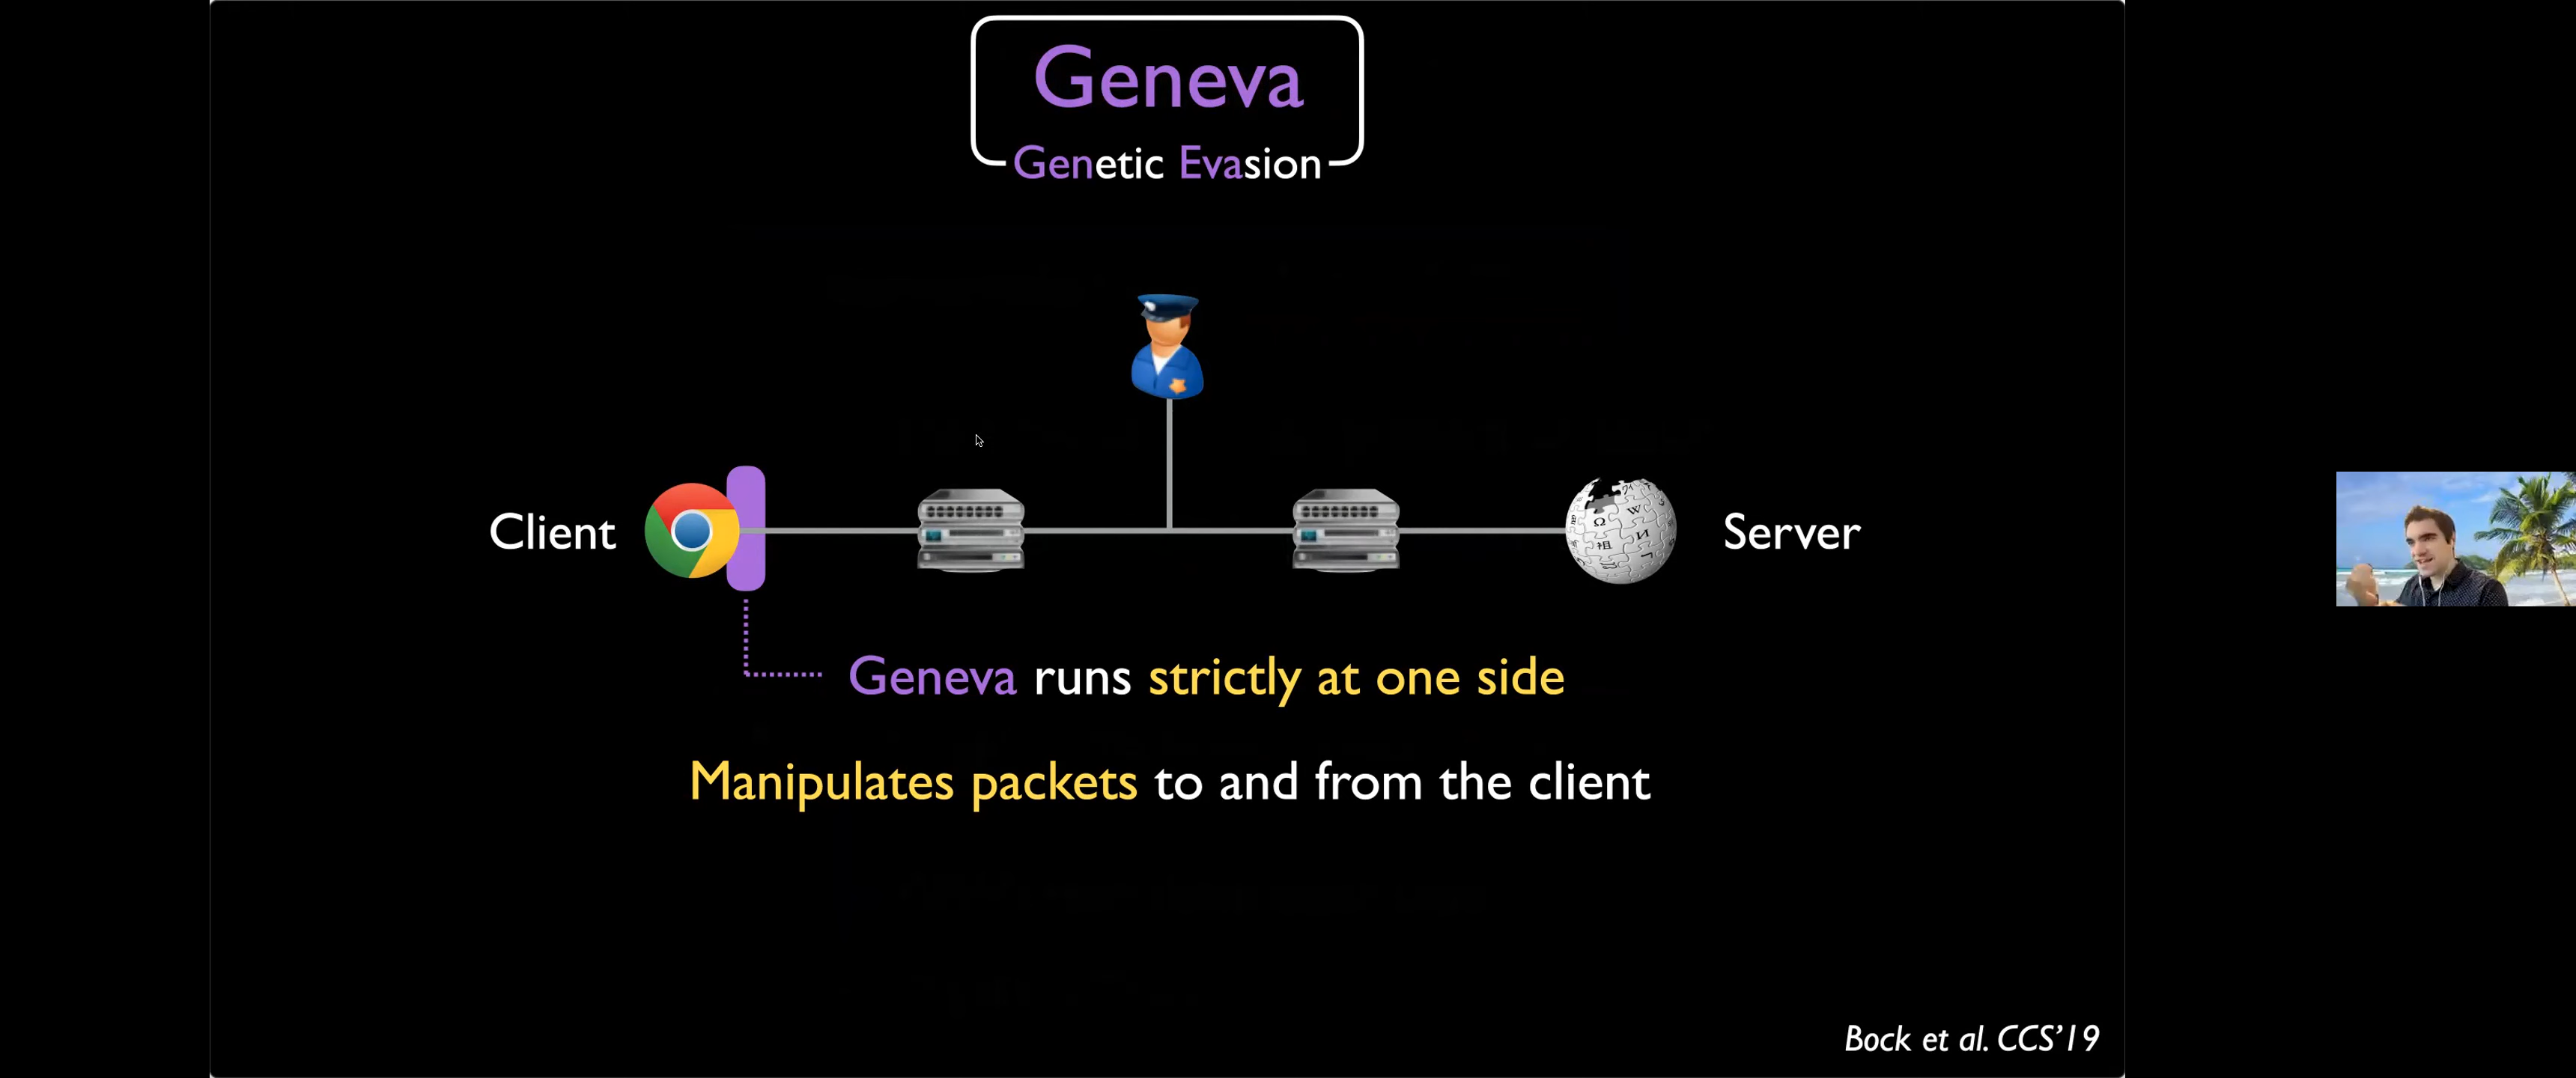 Geneva
Genetic Evasion
Client
Server
Geneva runs strictly at one side
Manipulates packets to and from the client
Bock et al. CCS’19